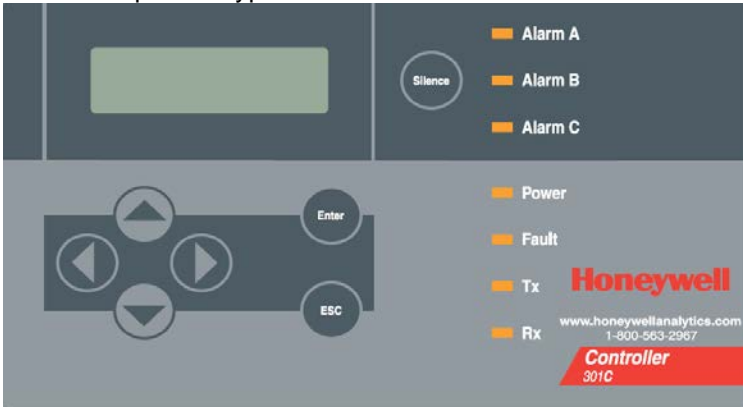 Alarm A
Silence
Alarm B
Alarm C
Power
Enter
Fault
Tx
Honeywell
ESC
www.honeywellanalytics.com
Rx
1-800-563-2967
Controller
301C